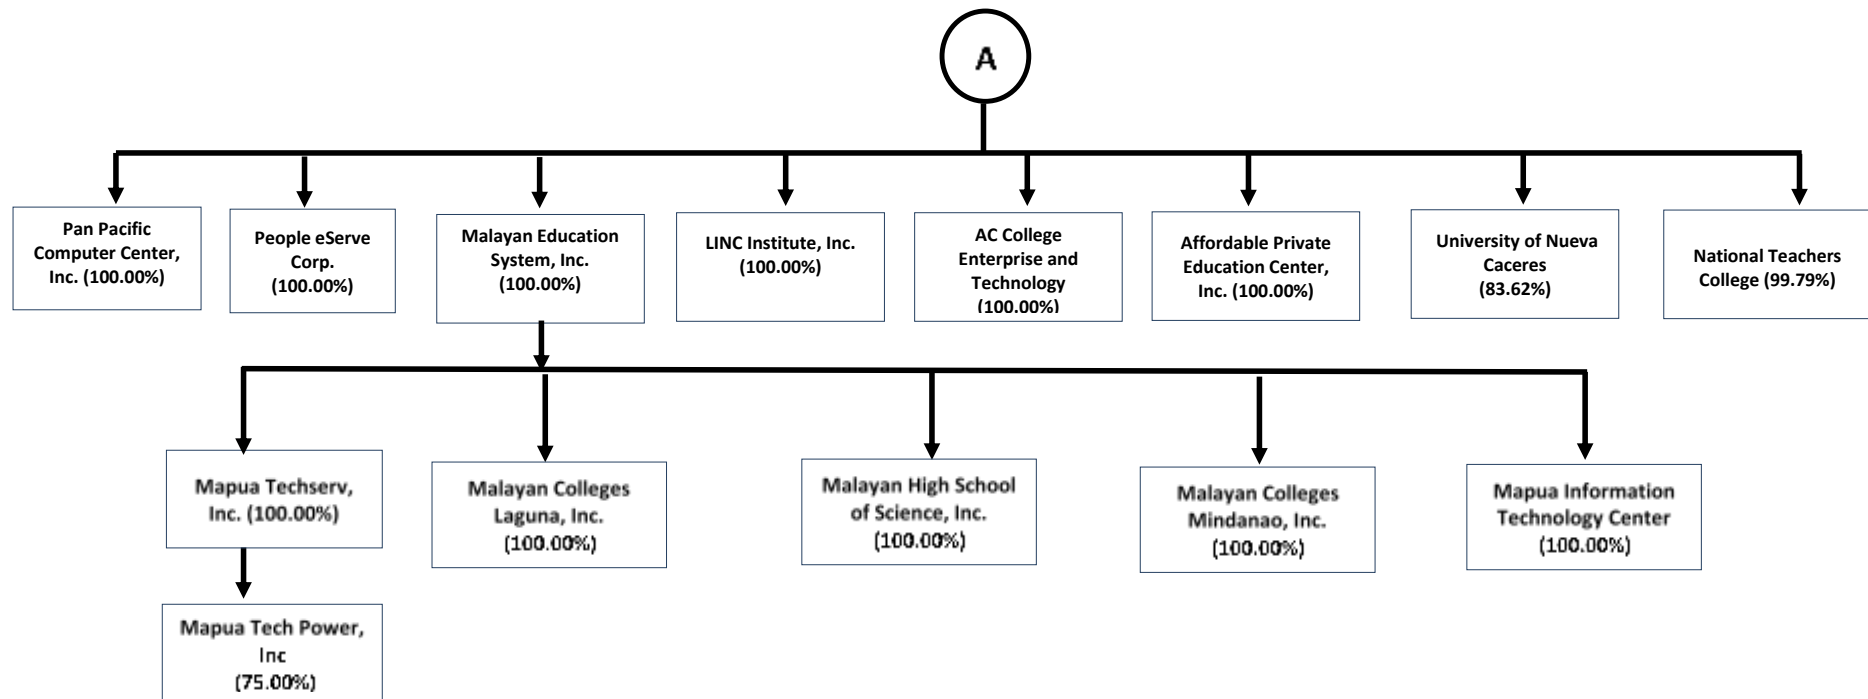 A
Pan Pacific
Computer Center,
Inc. (100.00%)
People eServe
Corp.
(100.00%)
Malayan Education
System, Inc.
(100.00%)
LINC Institute, Inc.
(100.00%)
AC College
Enterprise and
Technology
(100.00%)
Affordable Private
Education Center,
Inc. (100.00%)
University of Nueva
Caceres
(83.62%)
National Teachers
College (99.79%)
Mapua Techserv,
Inc. (100.00%)
Malayan Colleges
Laguna, Inc.
(100.00%)
Malayan High School
of Science, Inc.
(100.00%)
Malayan Colleges
Mindanao, Inc.
(100.00%)
Mapua Information
Technology Center
(100.00%)
Mapua Tech Power,
Inc
(75.00%)